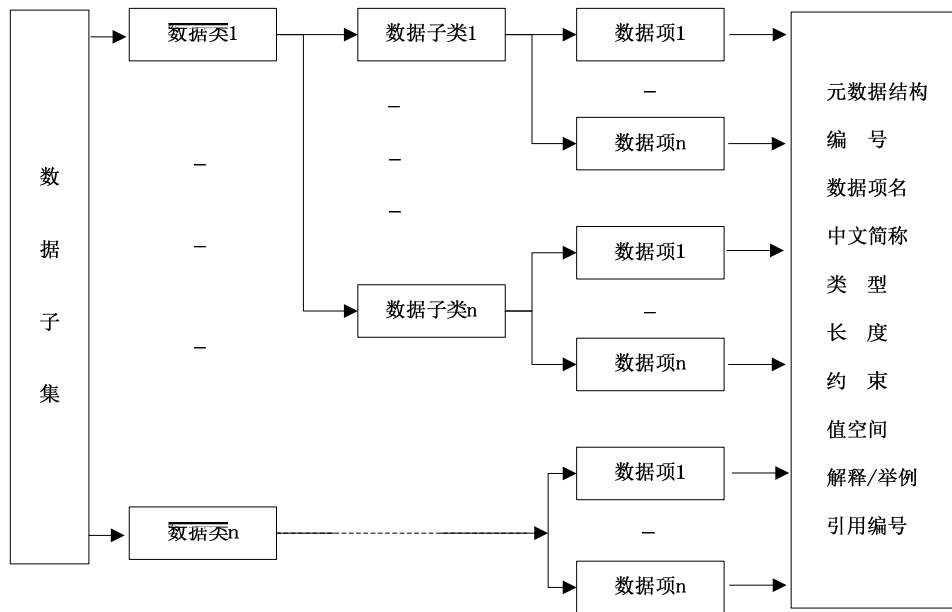 数据子集
数据类1
数据类n
数据子类1
数据子类n
数据项1
数据项n
数据项1
数据项n
数据项1
数据项n
元数据结构
编 号
数据项名
中文简称
类 型
长 度
约 束
值空间
解释/举例
引用编号